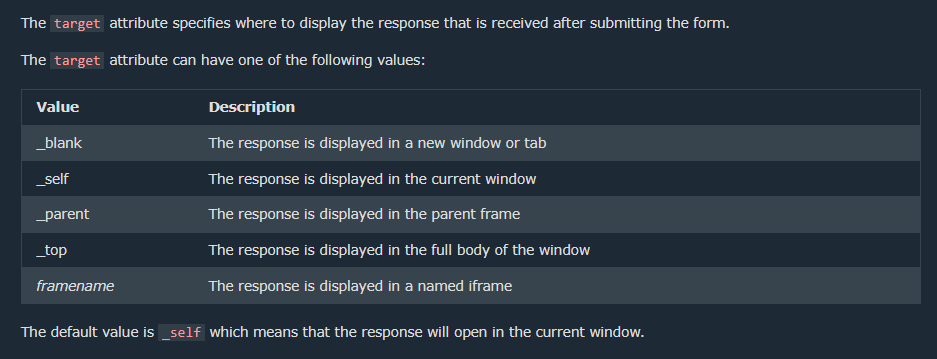 The target attribute specifies where to display the response that is received after submitting the form.
The target attribute can have one of the following values:
Value Description
_blank The response is displayed in a new window or tab
_self The response is displayed in the current window
_parent The response is displayed in the parent frame
_top The response is displayed in the full body of the window
framename The response is displayed in a named iframe
The default value is _self which means that the response will open in the current window.